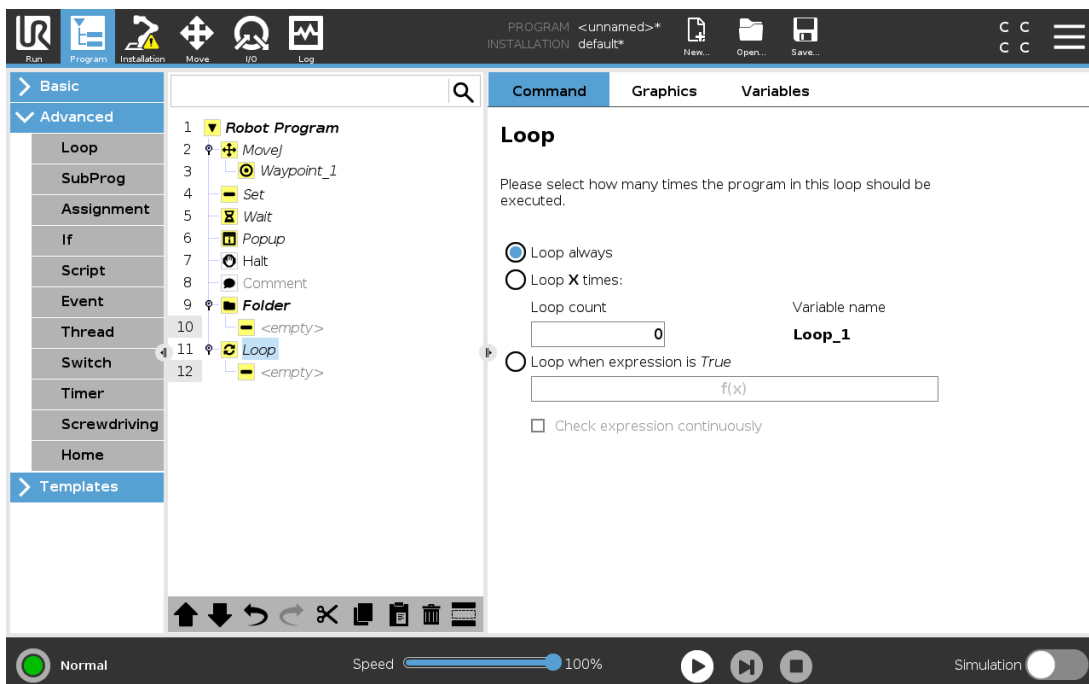 PROGRAM <unnamed>*
INSTALLATION default*
C C
C C
Run
Program
Installation
Move
I/O
Log
New...
Open...
Save...
Basic
Advanced
Loop
SubProg
Assignment
If
Script
Event
Thread
Switch
Timer
Screwdriving
Home
Templates
1 Robot Program
2 MoveJ
3 Waypoint_1
4 Set
5 Wait
6 Popup
7 Halt
8 Comment
9 Folder
10 <empty>
11 Loop
12 <empty>
Command Graphics Variables
Loop
Please select how many times the program in this loop should be
executed.
Loop always
Loop X times:
Loop count Variable name
0 Loop_1
Loop when expression is True
f(x)
Check expression continuously
Normal
Speed 100%
Simulation